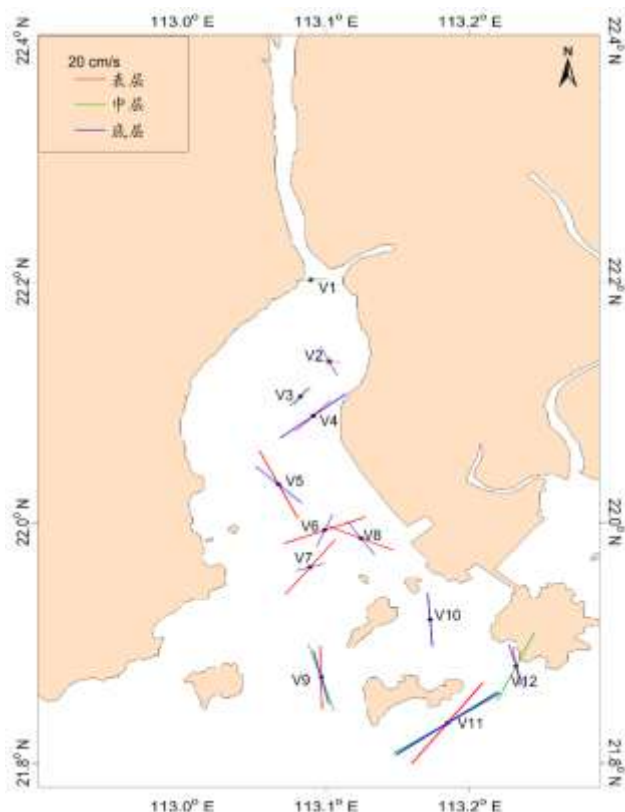 113.0° E 113.1° E 113.2° E
22.4° N 22.4° N
20 cm/s
表层
中层
底层
N
22.2° N 22.2° N
V1
V2
V3
V4
V5
22.0° N 22.0° N
V6
V8
V7
V10
V9
V12
V11
21.8° N 21.8° N
113.0° E 113.1° E 113.2° E